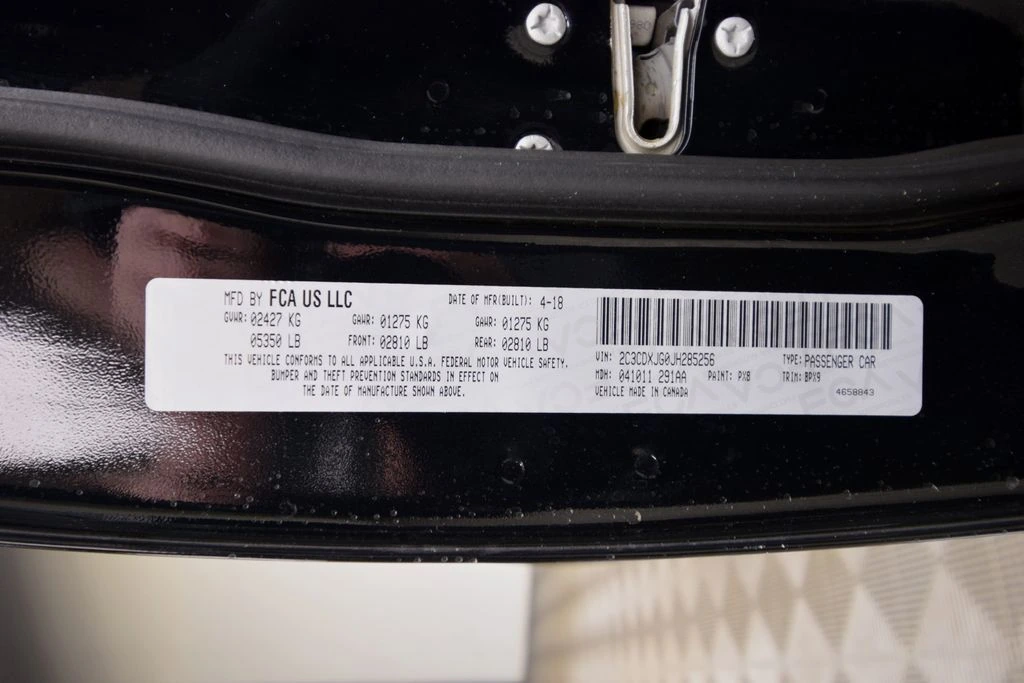 MFD BY FCA US LLC DATE OF MFR(BUILT): 4-18
GVWR: 02427 KG GAWR: 01275 KG GAWR: 01275 KG
05350 LB FRONT: 02810 LB REAR: 02810 LB
THIS VEHICLE CONFORMS TO ALL APPLICABLE U.S.A. FEDERAL MOTOR VEHICLE SAFETY,
BUMPER AND THEFT PREVENTION STANDARDS IN EFFECT ON
THE DATE OF MANUFACTURE SHOWN ABOVE.
VIN: 2C3CDXJG0JH285256 TYPE: PASSENGER CAR
MDH: 041011 291AA PAINT: PX8 TRIM: BPX9
VEHICLE MADE IN CANADA 4658843